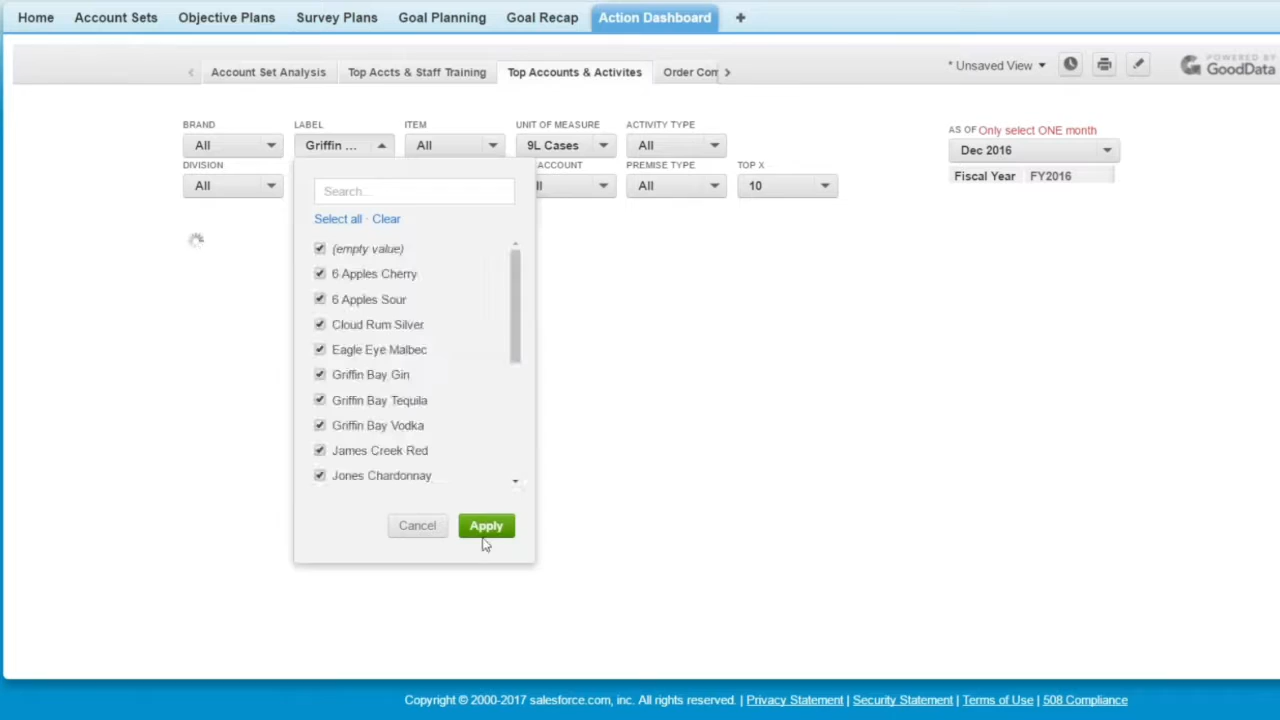 Home Account Sets Objective Plans Survey Plans Goal Planning Goal Recap Action Dashboard +
Account Set Analysis Top Accts & Staff Training Top Accounts & Activites Order Com
* Unsaved View
POWERED BY
GoodData
BRAND LABEL ITEM UNIT OF MEASURE ACTIVITY TYPE
AS OF Only select ONE month
All Griffin ... All 9L Cases All
Dec 2016
DIVISION ACCOUNT PREMISE TYPE TOP X
Fiscal Year FY2016
All ll All 10
Search...
Select all · Clear
(empty value)
6 Apples Cherry
6 Apples Sour
Cloud Rum Silver
Eagle Eye Malbec
Griffin Bay Gin
Griffin Bay Tequila
Griffin Bay Vodka
James Creek Red
Jones Chardonnay
Cancel Apply
Copyright © 2000-2017 salesforce.com, inc. All rights reserved. | Privacy Statement | Security Statement | Terms of Use | 508 Compliance